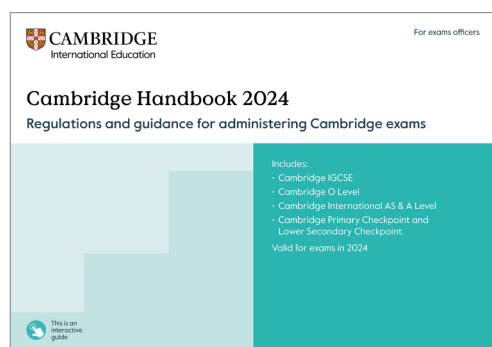 CAMBRIDGE
International Education
For exams officers
Cambridge Handbook 2024
Regulations and guidance for administering Cambridge exams
Includes:
· Cambridge IGCSE
· Cambridge O Level
· Cambridge International AS & A Level
· Cambridge Primary Checkpoint and
Lower Secondary Checkpoint.
Valid for exams in 2024
This is an
interactive
guide